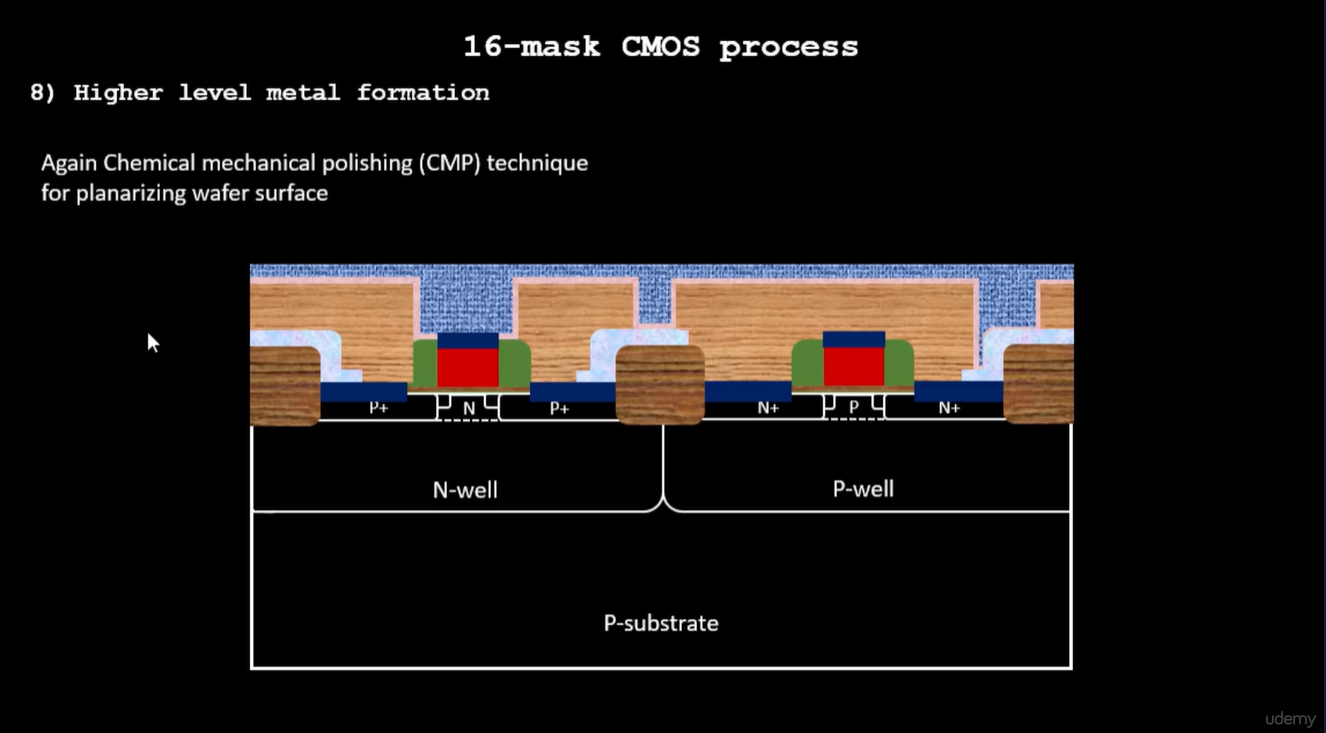 16-mask CMOS process
8) Higher level metal formation
Again Chemical mechanical polishing (CMP) technique
for planarizing wafer surface
P+ N P+ N+ P N+
N-well P-well
P-substrate
udemy